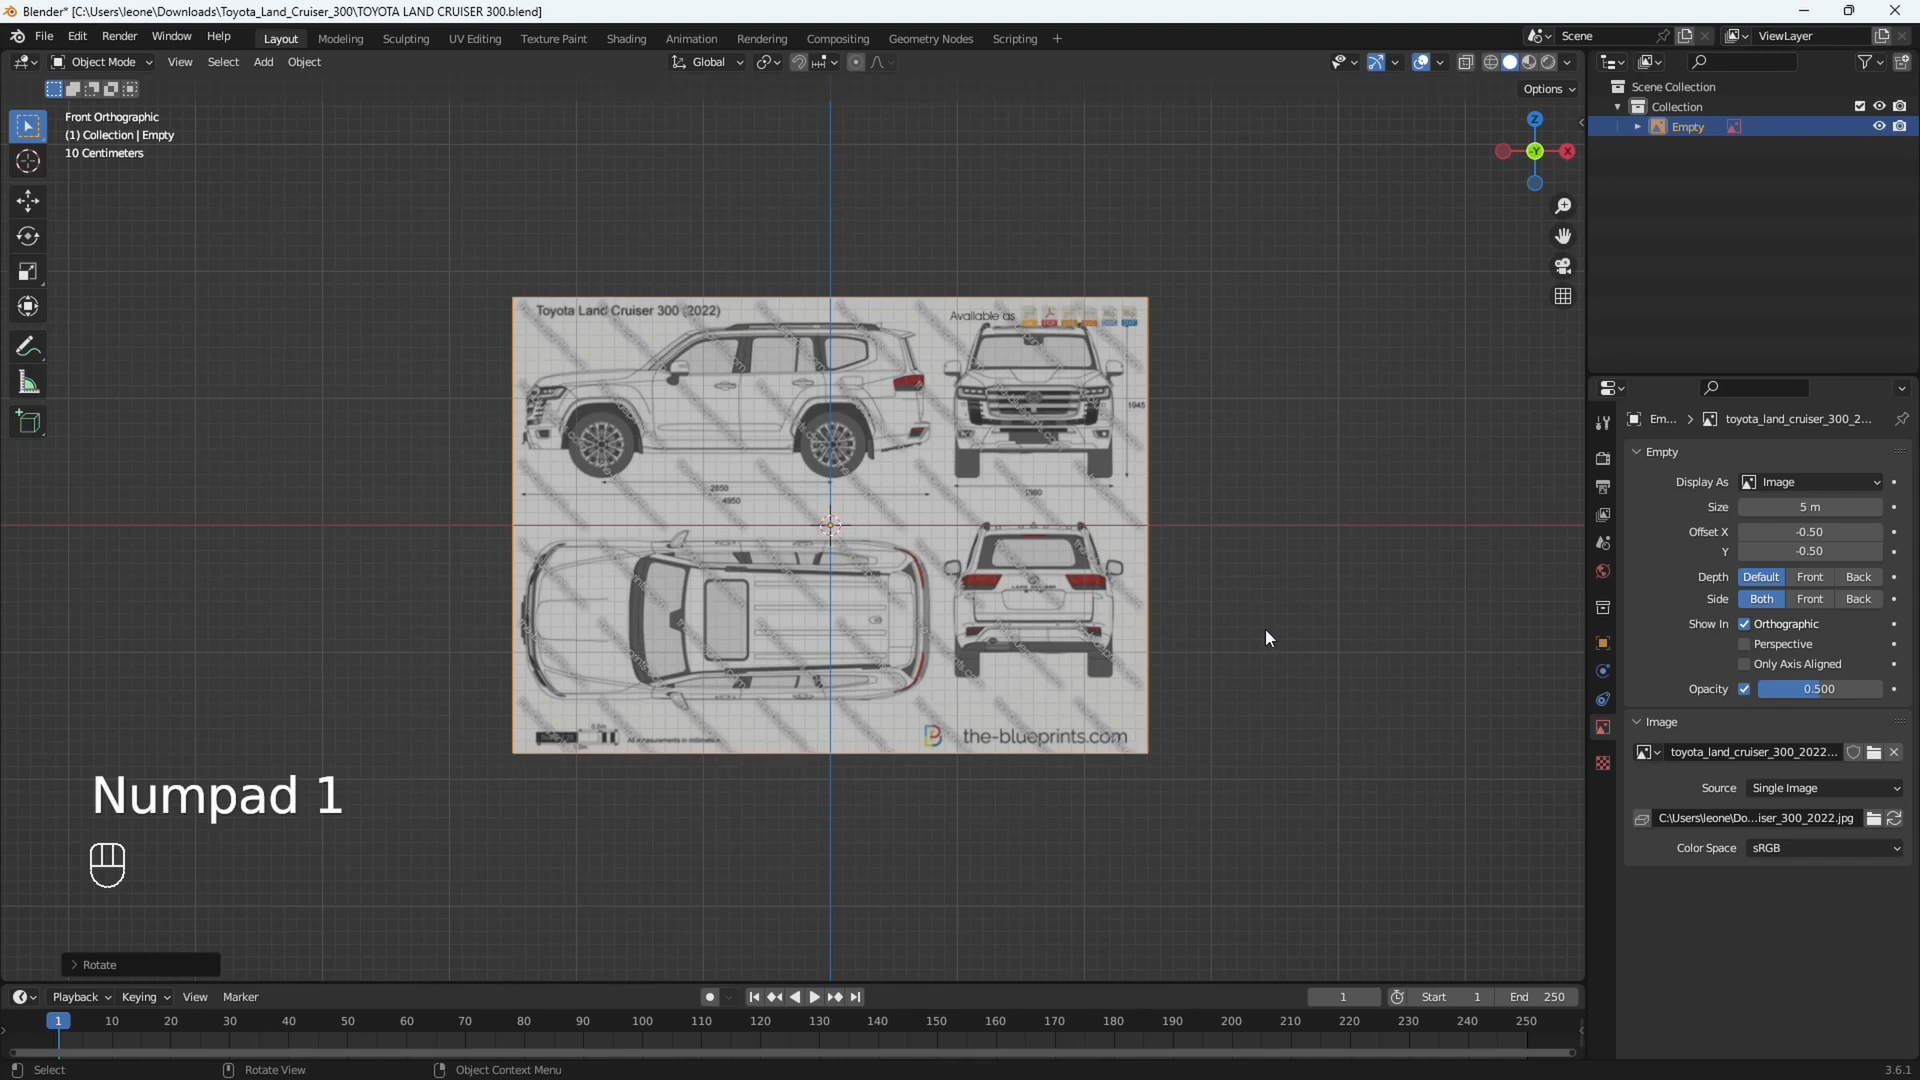 Blender* [C:\Users\leone\Downloads\Toyota_Land_Cruiser_300\TOYOTA LAND CRUISER 300.blend]
File Edit Render Window Help Layout Modeling Sculpting UV Editing Texture Paint Shading Animation Rendering Compositing Geometry Nodes Scripting + Scene ViewLayer
Object Mode View Select Add Object Global
Options
Scene Collection
Collection
Empty
Front Orthographic
(1) Collection | Empty
10 Centimeters
Z
-Y X
Toyota Land Cruiser 300 (2022)
Available as
1945
2850
4950
1980
the-blueprints.com
Em... toyota_land_cruiser_300_2...
Empty
Display As Image
Size 5 m
Offset X -0.50
Y -0.50
Depth Default Front Back
Side Both Front Back
Show In Orthographic
Perspective
Only Axis Aligned
Opacity 0.500
Image
toyota_land_cruiser_300_2022...
Source Single Image
C:\Users\leone\Do...iser_300_2022.jpg
Color Space sRGB
Numpad 1
Rotate
Playback Keying View Marker
1 Start 1 End 250
1 10 20 30 40 50 60 70 80 90 100 110 120 130 140 150 160 170 180 190 200 210 220 230 240 250
Select Rotate View Object Context Menu 3.6.1